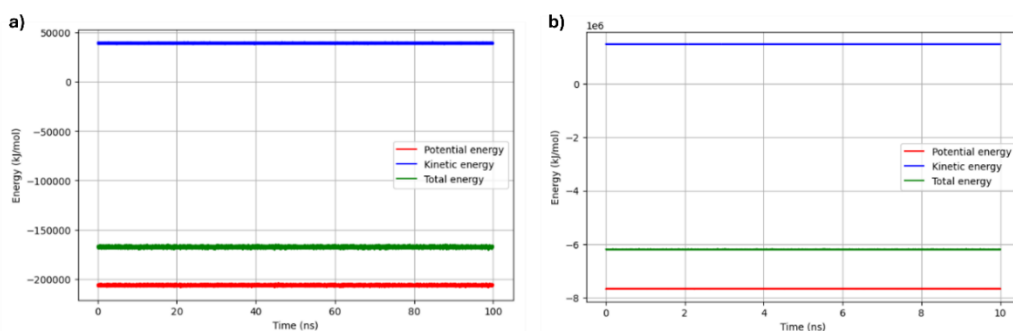 a)
50000
0
−50000
−100000
−150000
−200000
Energy (kJ/mol)
Potential energy
Kinetic energy
Total energy
0
20
40
60
80
100
Time (ns)
b)
1e6
0
−2
−4
−6
−8
Energy (kJ/mol)
Potential energy
Kinetic energy
Total energy
0
2
4
6
8
10
Time (ns)